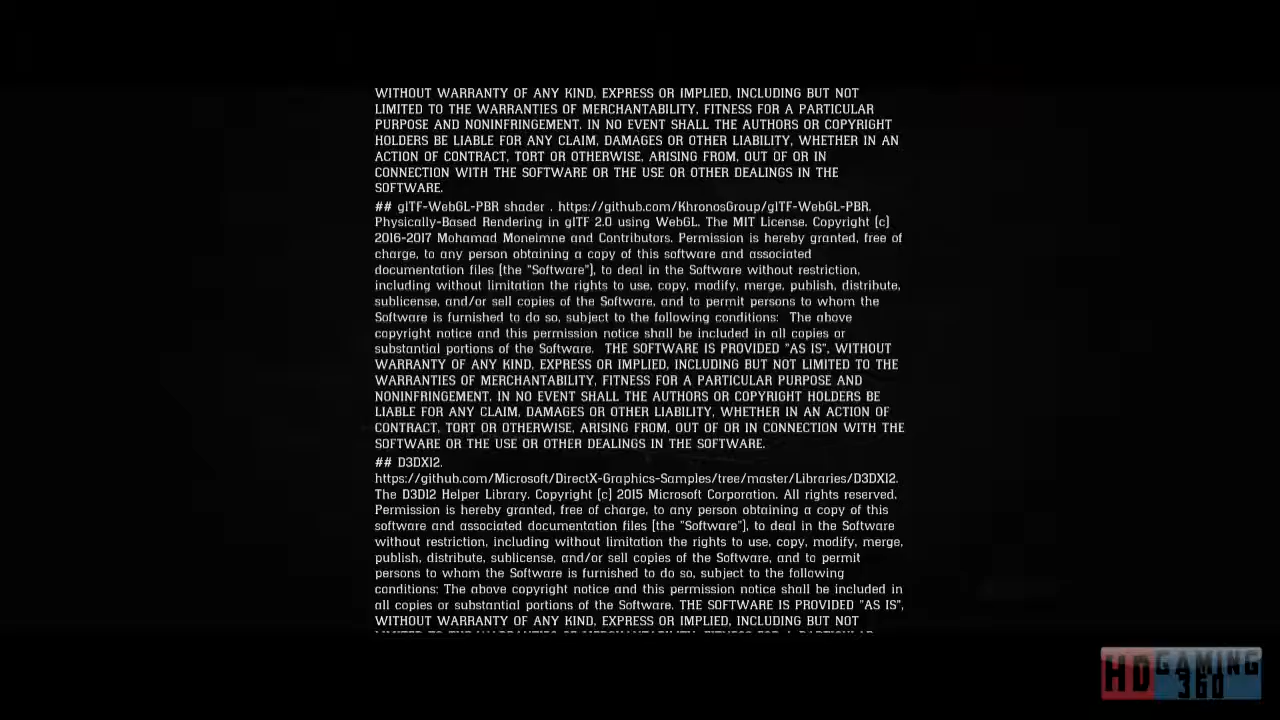 WITHOUT WARRANTY OF ANY KIND, EXPRESS OR IMPLIED, INCLUDING BUT NOT
LIMITED TO THE WARRANTIES OF MERCHANTABILITY, FITNESS FOR A PARTICULAR
PURPOSE AND NONINFRINGEMENT. IN NO EVENT SHALL THE AUTHORS OR COPYRIGHT
HOLDERS BE LIABLE FOR ANY CLAIM, DAMAGES OR OTHER LIABILITY, WHETHER IN AN
ACTION OF CONTRACT, TORT OR OTHERWISE, ARISING FROM, OUT OF OR IN
CONNECTION WITH THE SOFTWARE OR THE USE OR OTHER DEALINGS IN THE
SOFTWARE.
## glTF-WebGL-PBR shader . https://github.com/KhronosGroup/glTF-WebGL-PBR.
Physically-Based Rendering in glTF 2.0 using WebGL. The MIT License. Copyright (c)
2016-2017 Mohamad Moneimne and Contributors. Permission is hereby granted, free of
charge, to any person obtaining a copy of this software and associated
documentation files (the "Software"), to deal in the Software without restriction,
including without limitation the rights to use, copy, modify, merge, publish, distribute,
sublicense, and/or sell copies of the Software, and to permit persons to whom the
Software is furnished to do so, subject to the following conditions:  The above
copyright notice and this permission notice shall be included in all copies or
substantial portions of the Software.  THE SOFTWARE IS PROVIDED "AS IS", WITHOUT
WARRANTY OF ANY KIND, EXPRESS OR IMPLIED, INCLUDING BUT NOT LIMITED TO THE
WARRANTIES OF MERCHANTABILITY, FITNESS FOR A PARTICULAR PURPOSE AND
NONINFRINGEMENT. IN NO EVENT SHALL THE AUTHORS OR COPYRIGHT HOLDERS BE
LIABLE FOR ANY CLAIM, DAMAGES OR OTHER LIABILITY, WHETHER IN AN ACTION OF
CONTRACT, TORT OR OTHERWISE, ARISING FROM, OUT OF OR IN CONNECTION WITH THE
SOFTWARE OR THE USE OR OTHER DEALINGS IN THE SOFTWARE.
## D3DX12.
https://github.com/Microsoft/DirectX-Graphics-Samples/tree/master/Libraries/D3DX12.
The D3D12 Helper Library. Copyright (c) 2015 Microsoft Corporation. All rights reserved.
Permission is hereby granted, free of charge, to any person obtaining a copy of this
software and associated documentation files (the "Software"), to deal in the Software
without restriction, including without limitation the rights to use, copy, modify, merge,
publish, distribute, sublicense, and/or sell copies of the Software, and to permit
persons to whom the Software is furnished to do so, subject to the following
conditions: The above copyright notice and this permission notice shall be included in
all copies or substantial portions of the Software. THE SOFTWARE IS PROVIDED "AS IS",
WITHOUT WARRANTY OF ANY KIND, EXPRESS OR IMPLIED, INCLUDING BUT NOT
HD GAMING 360